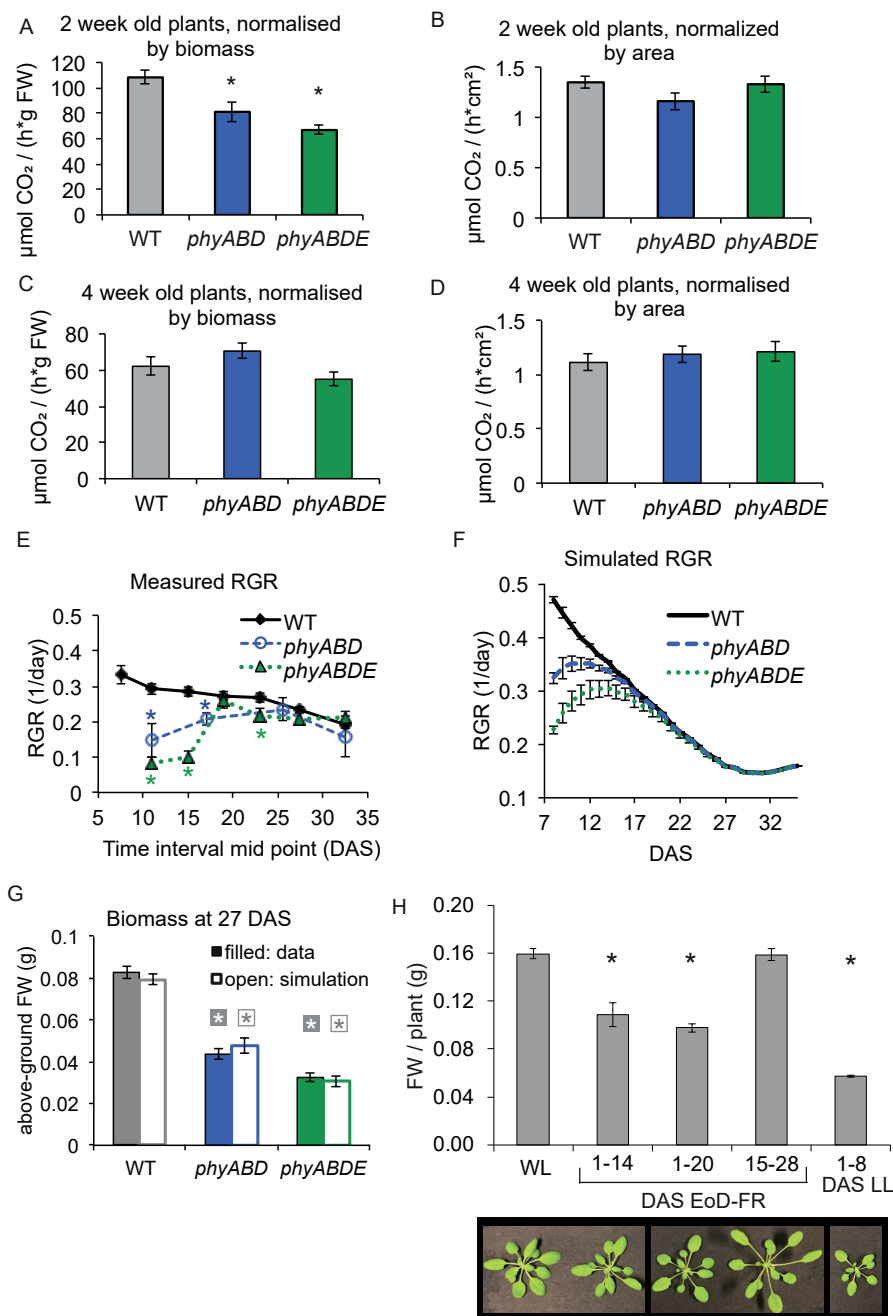 A
2 week old plants, normalised
by biomass
µmol CO₂ / (h*g FW)
120
100
80
60
40
20
0
*
*
WT
phyABD
phyABDE
B
2 week old plants, normalized
by area
µmol CO₂ / (h*cm²)
1.5
1
0.5
0
WT
phyABD
phyABDE
C
4 week old plants, normalised
by biomass
µmol CO₂ / (h*g FW)
80
60
40
20
0
WT
phyABD
phyABDE
D
4 week old plants, normalised
by area
µmol CO₂ / (h*cm²)
1.5
1
0.5
0
WT
phyABD
phyABDE
E
Measured RGR
RGR (1/day)
0.5
0.4
0.3
0.2
0.1
0
WT
phyABD
phyABDE
*
*
*
*
*
5 10 15 20 25 30 35
Time interval mid point (DAS)
F
Simulated RGR
RGR (1/day)
0.5
0.4
0.3
0.2
0.1
WT
phyABD
phyABDE
7 12 17 22 27 32
DAS
G
Biomass at 27 DAS
above-ground FW (g)
0.1
0.08
0.06
0.04
0.02
0
filled: data
open: simulation
* *
* *
WT
phyABD
phyABDE
H
FW / plant (g)
0.20
0.16
0.12
0.08
0.04
0.00
*
*
*
WL
1-14
1-20
15-28
1-8
DAS EoD-FR
DAS LL